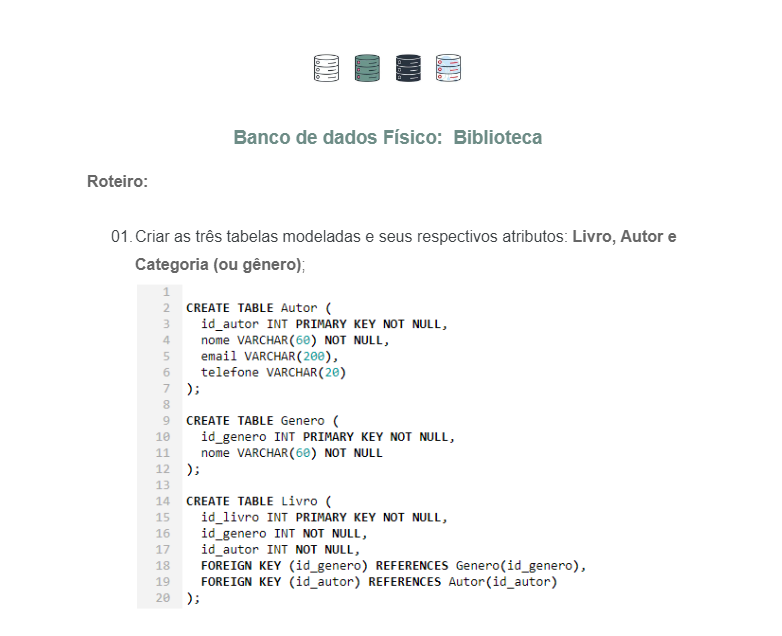 Banco de dados Físico:  Biblioteca
Roteiro:
01. Criar as três tabelas modeladas e seus respectivos atributos: Livro, Autor e
Categoria (ou gênero);
1
2 CREATE TABLE Autor (
3   id_autor INT PRIMARY KEY NOT NULL,
4   nome VARCHAR(60) NOT NULL,
5   email VARCHAR(200),
6   telefone VARCHAR(20)
7 );
8
9 CREATE TABLE Genero (
10   id_genero INT PRIMARY KEY NOT NULL,
11   nome VARCHAR(60) NOT NULL
12 );
13
14 CREATE TABLE Livro (
15   id_livro INT PRIMARY KEY NOT NULL,
16   id_genero INT NOT NULL,
17   id_autor INT NOT NULL,
18   FOREIGN KEY (id_genero) REFERENCES Genero(id_genero),
19   FOREIGN KEY (id_autor) REFERENCES Autor(id_autor)
20 );